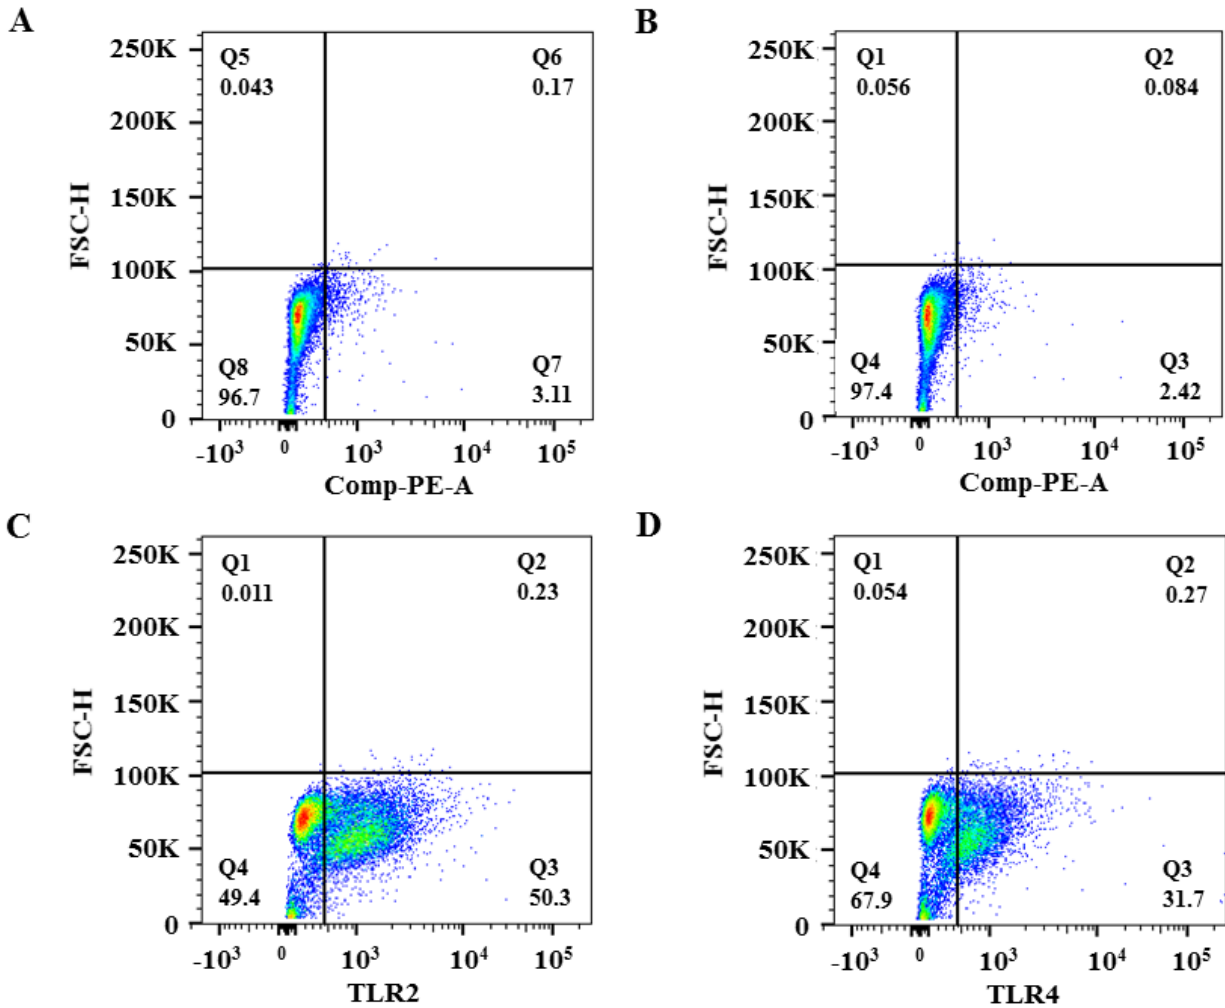 A
250K
200K
150K
100K
50K
0
FSC-H
Q5
0.043
Q6
0.17
Q8
96.7
Q7
3.11
-10³ 0 10³ 10⁴ 10⁵
Comp-PE-A
B
250K
200K
150K
100K
50K
0
FSC-H
Q1
0.056
Q2
0.084
Q4
97.4
Q3
2.42
-10³ 0 10³ 10⁴ 10⁵
Comp-PE-A
C
250K
200K
150K
100K
50K
0
FSC-H
Q1
0.011
Q2
0.23
Q4
49.4
Q3
50.3
-10³ 0 10³ 10⁴ 10⁵
TLR2
D
250K
200K
150K
100K
50K
0
FSC-H
Q1
0.054
Q2
0.27
Q4
67.9
Q3
31.7
-10³ 0 10³ 10⁴ 10⁵
TLR4